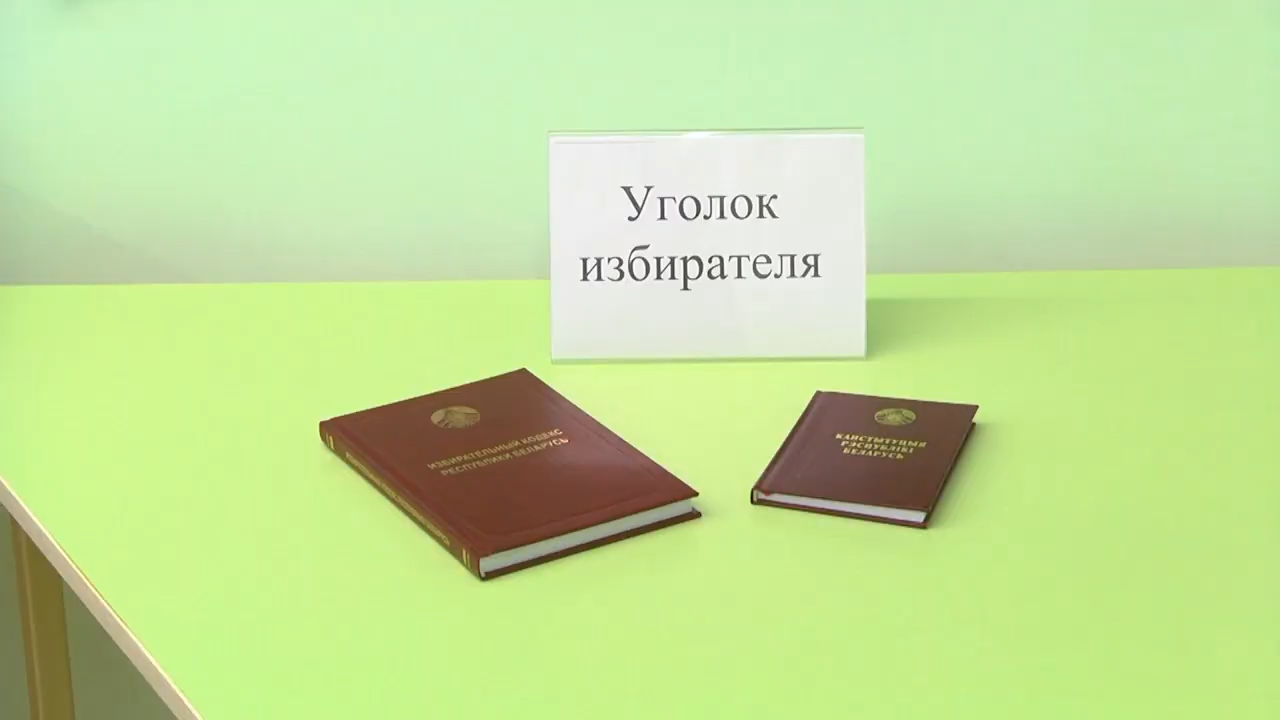 Уголок
избирателя
ИЗБИРАТЕЛЬНЫЙ КОДЕКС
РЕСПУБЛИКИ БЕЛАРУСЬ
КАНСТЫТУЦЫЯ
РЭСПУБЛІКІ
БЕЛАРУСЬ